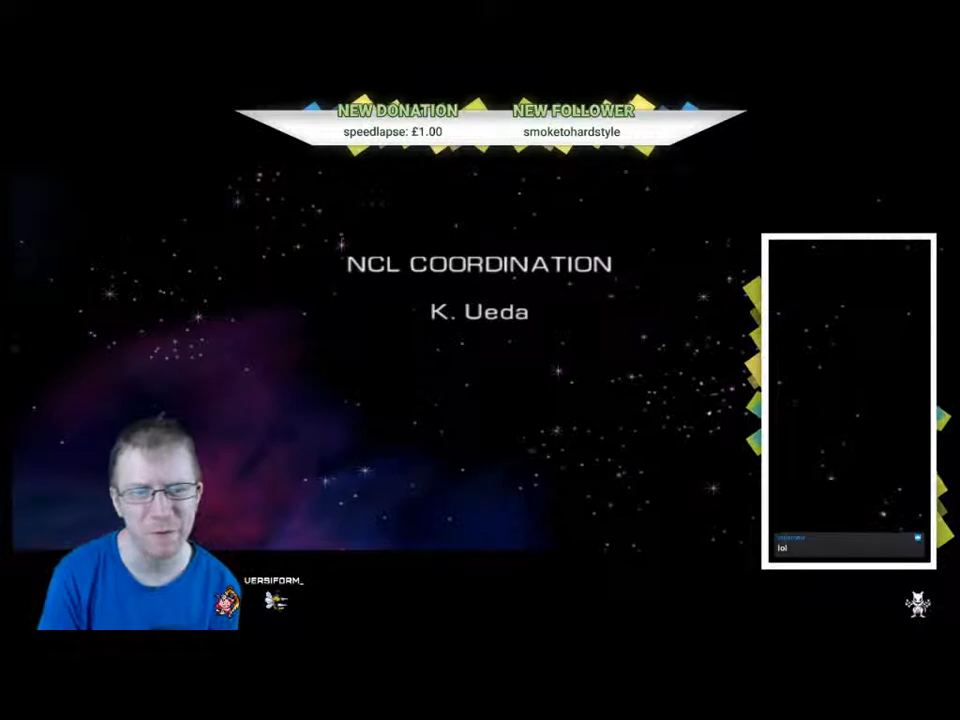 NEW DONATION NEW FOLLOWER
speedlapse: £1.00 smoketohardstyle
NCL COORDINATION
K. Ueda
lol
VERSIFORM_